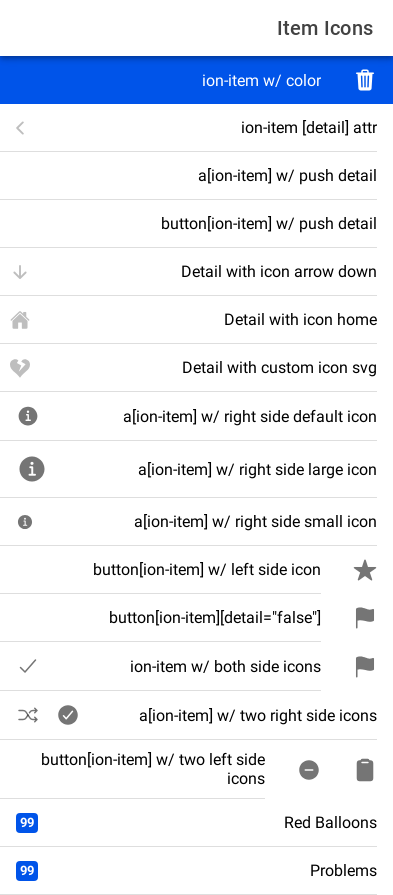 Item Icons
ion-item w/ color
ion-item [detail] attr
a[ion-item] w/ push detail
button[ion-item] w/ push detail
Detail with icon arrow down
Detail with icon home
Detail with custom icon svg
a[ion-item] w/ right side default icon
a[ion-item] w/ right side large icon
a[ion-item] w/ right side small icon
button[ion-item] w/ left side icon
button[ion-item][detail="false"]
ion-item w/ both side icons
a[ion-item] w/ two right side icons
button[ion-item] w/ two left side
icons
Red Balloons 99
Problems 99